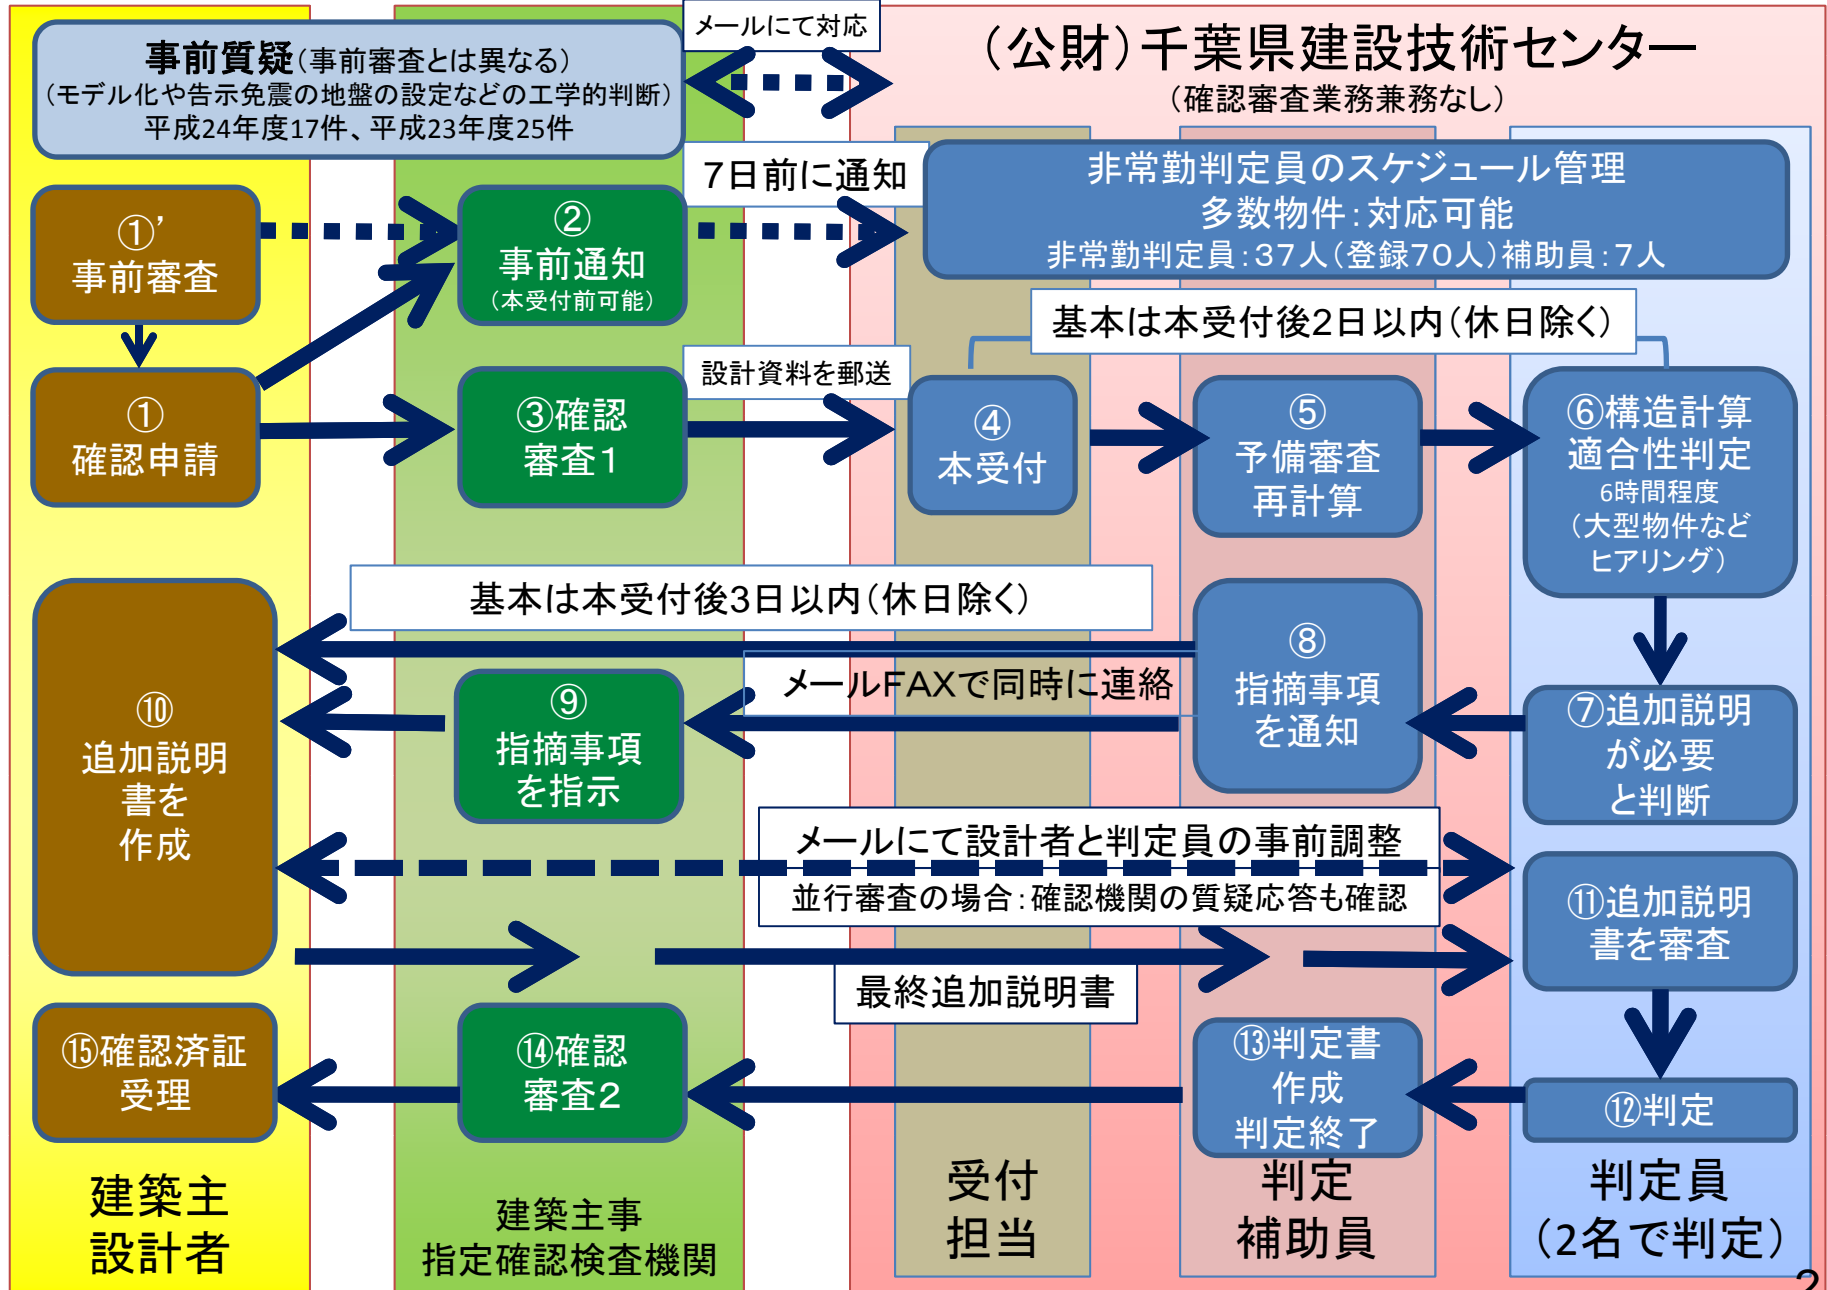 事前質疑(事前審査とは異なる)
(モデル化や告示免震の地盤の設定などの工学的判断)
平成24年度17件、平成23年度25件
メールにて対応
(公財)千葉県建設技術センター
(確認審査業務兼務なし)
7日前に通知
非常勤判定員のスケジュール管理
多数物件:対応可能
非常勤判定員:37人(登録70人)補助員:7人
①’
事前審査
②
事前通知
(本受付前可能)
基本は本受付後2日以内(休日除く)
①
確認申請
③確認
審査1
設計資料を郵送
④
本受付
⑤
予備審査
再計算
⑥構造計算
適合性判定
6時間程度
(大型物件など
ヒアリング)
基本は本受付後3日以内(休日除く)
メールFAXで同時に連絡
⑧
指摘事項
を通知
⑦追加説明
が必要
と判断
⑨
指摘事項
を指示
⑩
追加説明
書を
作成
メールにて設計者と判定員の事前調整
並行審査の場合:確認機関の質疑応答も確認
⑪追加説明
書を審査
最終追加説明書
⑮確認済証
受理
⑭確認
審査2
⑬判定書
作成
判定終了
⑫判定
建築主
設計者
建築主事
指定確認検査機関
受付
担当
判定
補助員
判定員
(2名で判定)
2